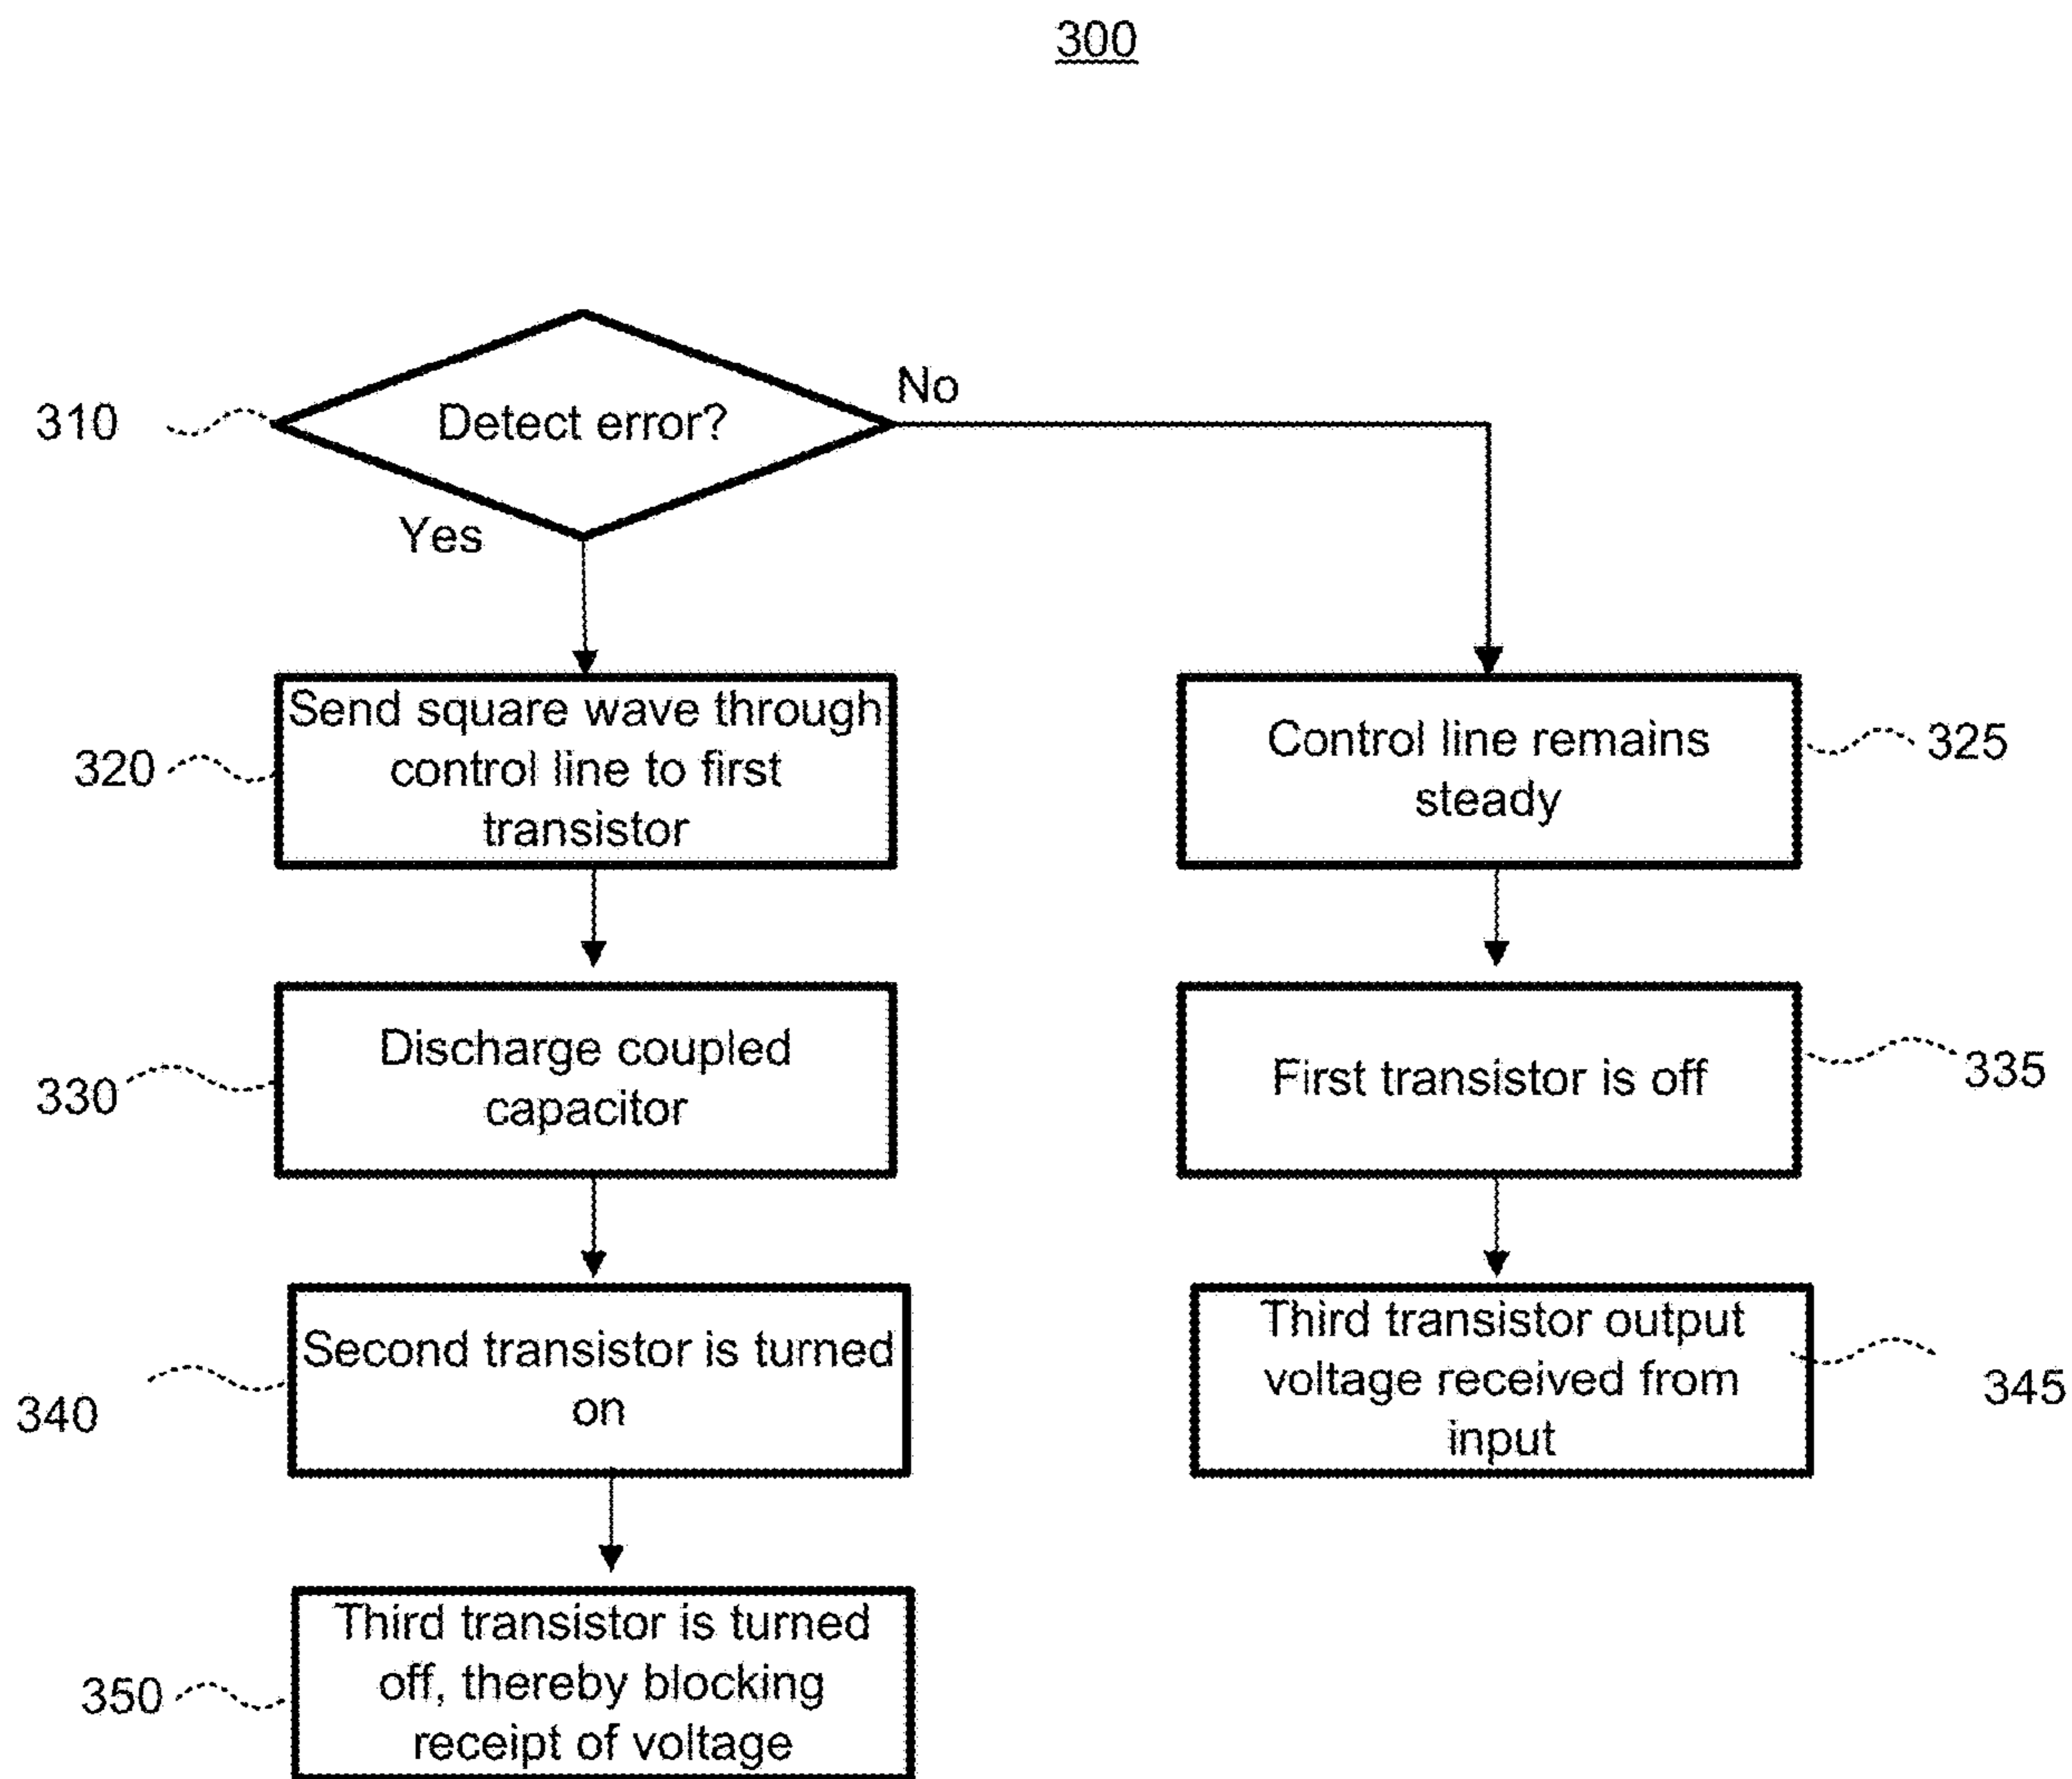 300
310
Detect error?
No
Yes
320
Send square wave through
control line to first
transistor
Control line remains
steady
325
330
Discharge coupled
capacitor
First transistor is off
335
340
Second transistor is turned
on
Third transistor output
voltage received from
input
345
350
Third transistor is turned
off, thereby blocking
receipt of voltage